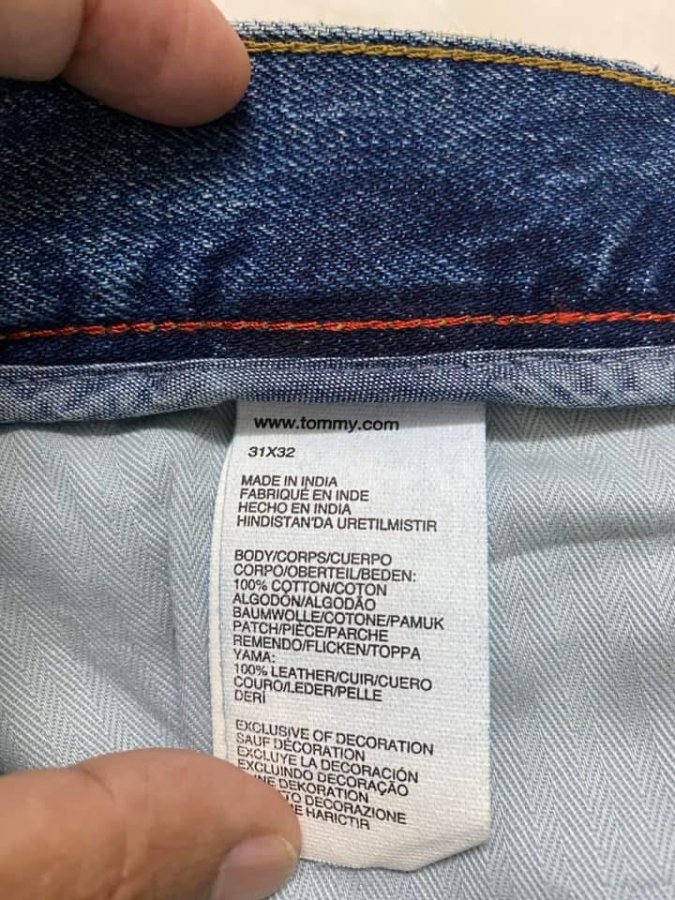 www.tommy.com
31X32
MADE IN INDIA
FABRIQUÉ EN INDE
HECHO EN INDIA
HINDISTAN'DA URETILMISTIR
BODY/CORPS/CUERPO
CORPO/OBERTEIL/BEDEN:
100% COTTON/COTON
ALGODÓN/ALGODÃO
BAUMWOLLE/COTONE/PAMUK
PATCH/PIÈCE/PARCHE
REMENDO/FLICKEN/TOPPA
YAMA:
100% LEATHER/CUIR/CUERO
COURO/LEDER/PELLE
DERİ
EXCLUSIVE OF DECORATION
SAUF DÉCORATION
EXCLUYE LA DECORACIÓN
EXCLUINDO DECORAÇÃO
DEKORATION
DECORAZIONE
HARICTIR